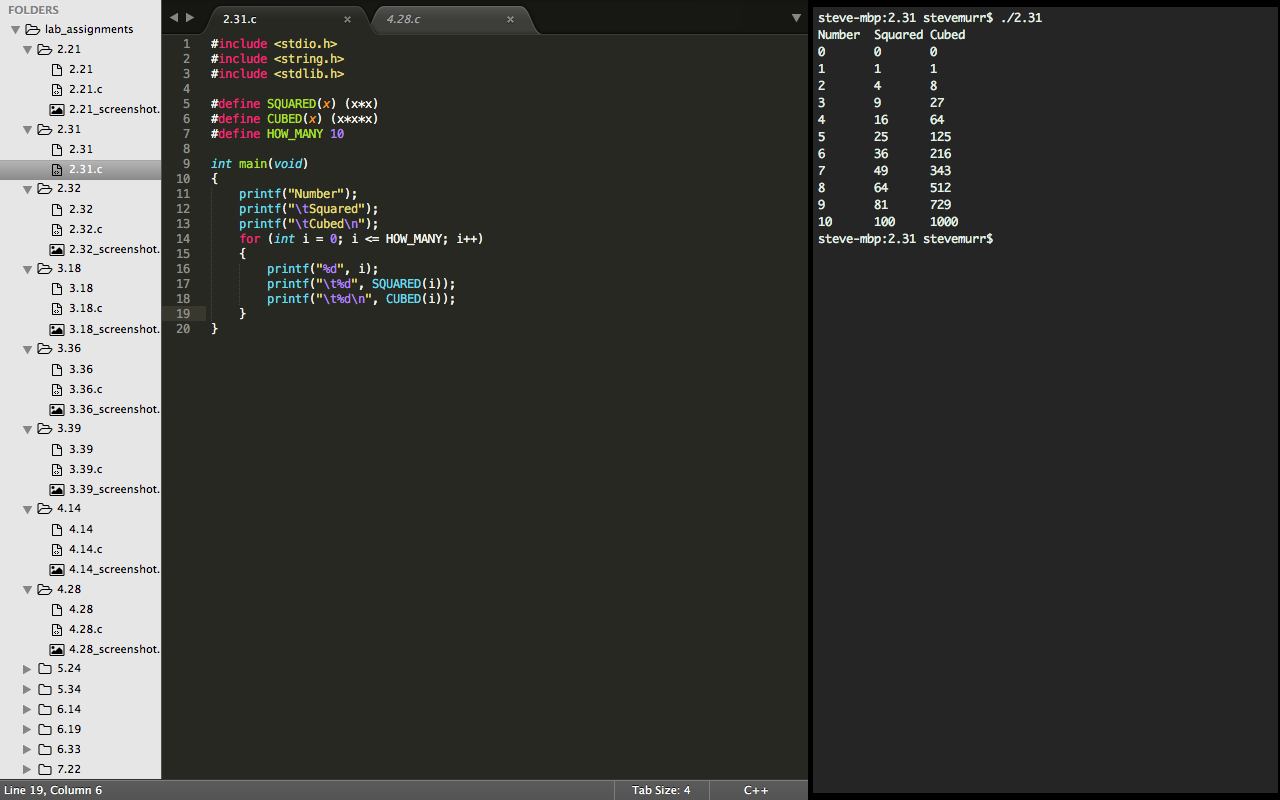 FOLDERS
lab_assignments
2.21
2.21
2.21.c
2.21_screenshot.
2.31
2.31
2.31.c
2.32
2.32
2.32.c
2.32_screenshot.
3.18
3.18
3.18.c
3.18_screenshot.
3.36
3.36
3.36.c
3.36_screenshot.
3.39
3.39
3.39.c
3.39_screenshot.
4.14
4.14
4.14.c
4.14_screenshot.
4.28
4.28
4.28.c
4.28_screenshot.
5.24
5.34
6.14
6.19
6.33
7.22
2.31.c × 4.28.c ×
1 #include <stdio.h>
2 #include <string.h>
3 #include <stdlib.h>
4
5 #define SQUARED(x) (x*x)
6 #define CUBED(x) (x*x*x)
7 #define HOW_MANY 10
8
9 int main(void)
10 {
11 printf("Number");
12 printf("\tSquared");
13 printf("\tCubed\n");
14 for (int i = 0; i <= HOW_MANY; i++)
15 {
16 printf("%d", i);
17 printf("\t%d", SQUARED(i));
18 printf("\t%d\n", CUBED(i));
19 }
20 }
steve-mbp:2.31 stevemurr$ ./2.31
Number Squared Cubed
0 0 0
1 1 1
2 4 8
3 9 27
4 16 64
5 25 125
6 36 216
7 49 343
8 64 512
9 81 729
10 100 1000
steve-mbp:2.31 stevemurr$
Line 19, Column 6 Tab Size: 4 C++